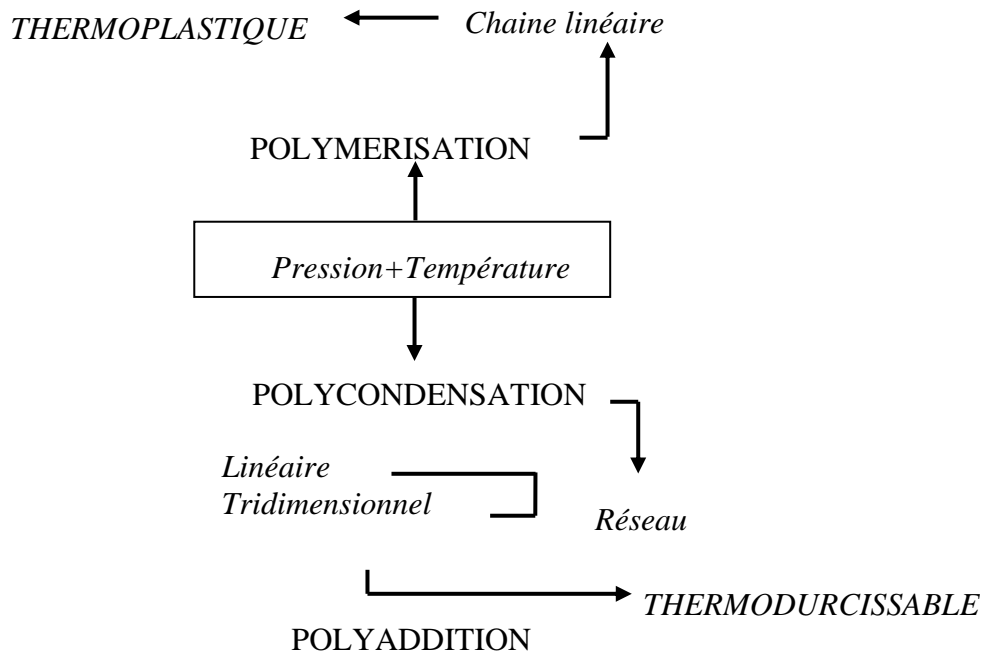 THERMOPLASTIQUE
Chaine linéaire
POLYMERISATION
Pression+Température
POLYCONDENSATION
Linéaire
Tridimensionnel
Réseau
THERMODURCISSABLE
POLYADDITION